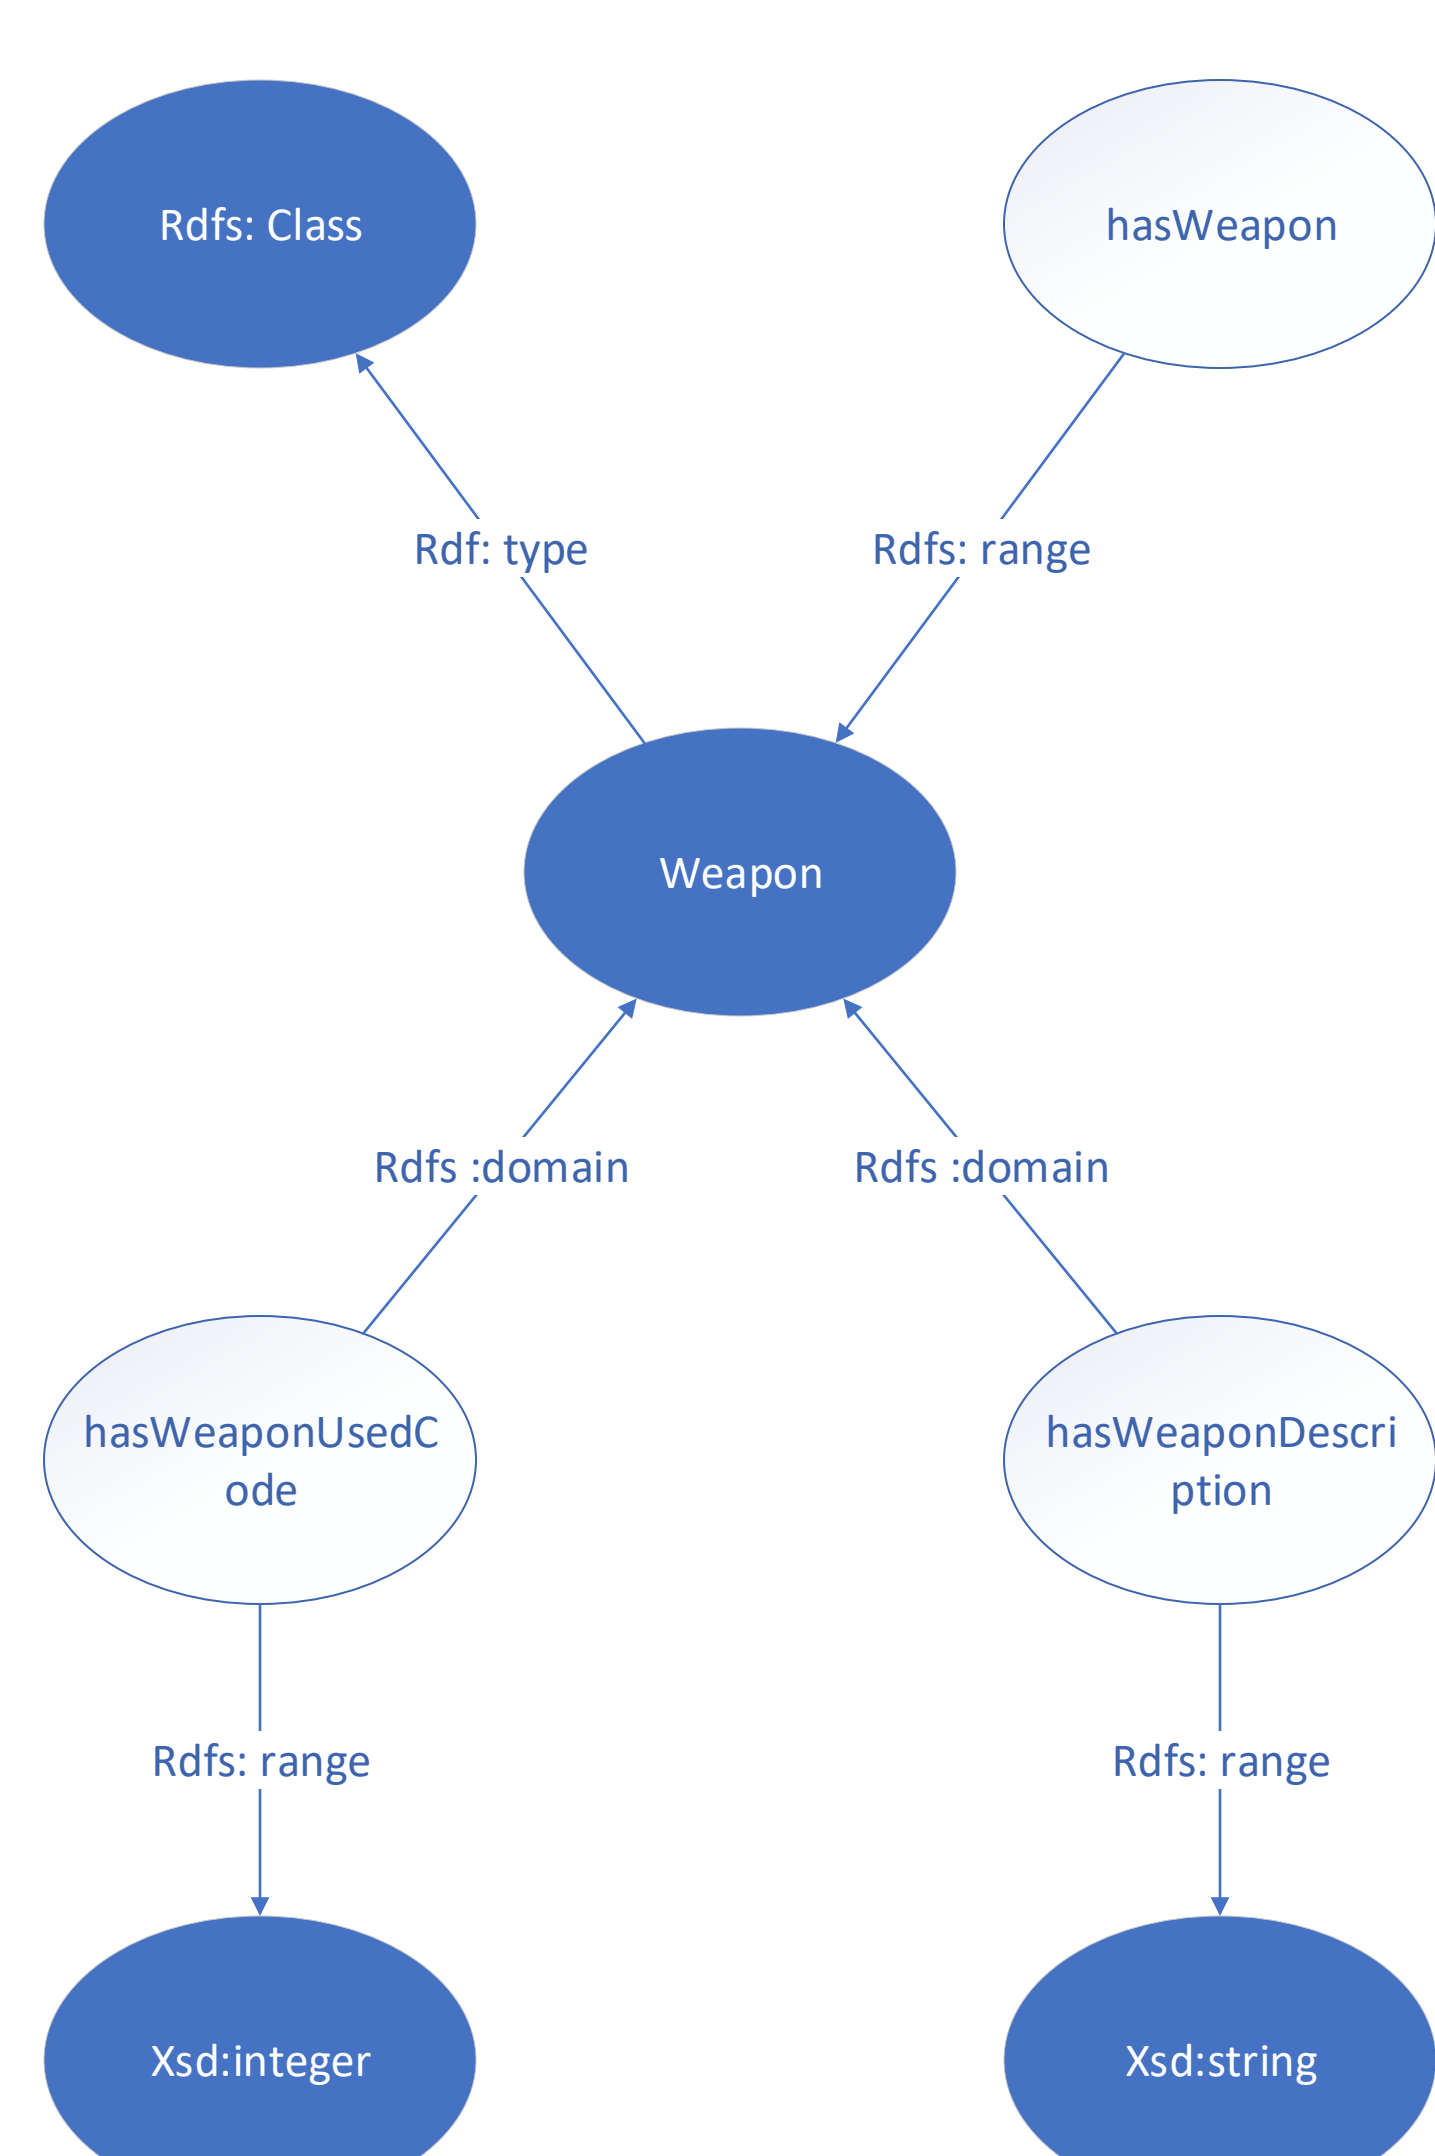 Rdfs: Class
hasWeapon
Rdf: type
Rdfs: range
Weapon
Rdfs :domain
Rdfs :domain
hasWeaponUsedC
ode
hasWeaponDescri
ption
Rdfs: range
Rdfs: range
Xsd:integer
Xsd:string